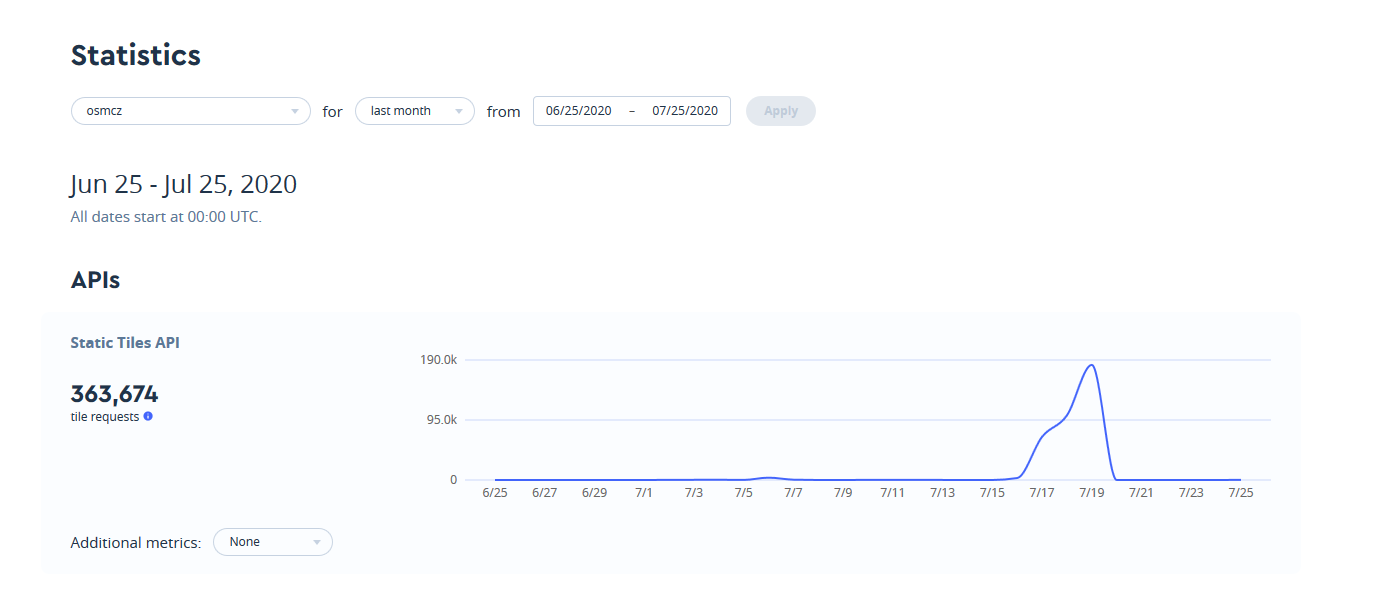 Statistics
osmcz for last month from 06/25/2020 – 07/25/2020 Apply
Jun 25 - Jul 25, 2020
All dates start at 00:00 UTC.
APIs
Static Tiles API
363,674
tile requests
190.0k
95.0k
0
6/25 6/27 6/29 7/1 7/3 7/5 7/7 7/9 7/11 7/13 7/15 7/17 7/19 7/21 7/23 7/25
Additional metrics: None